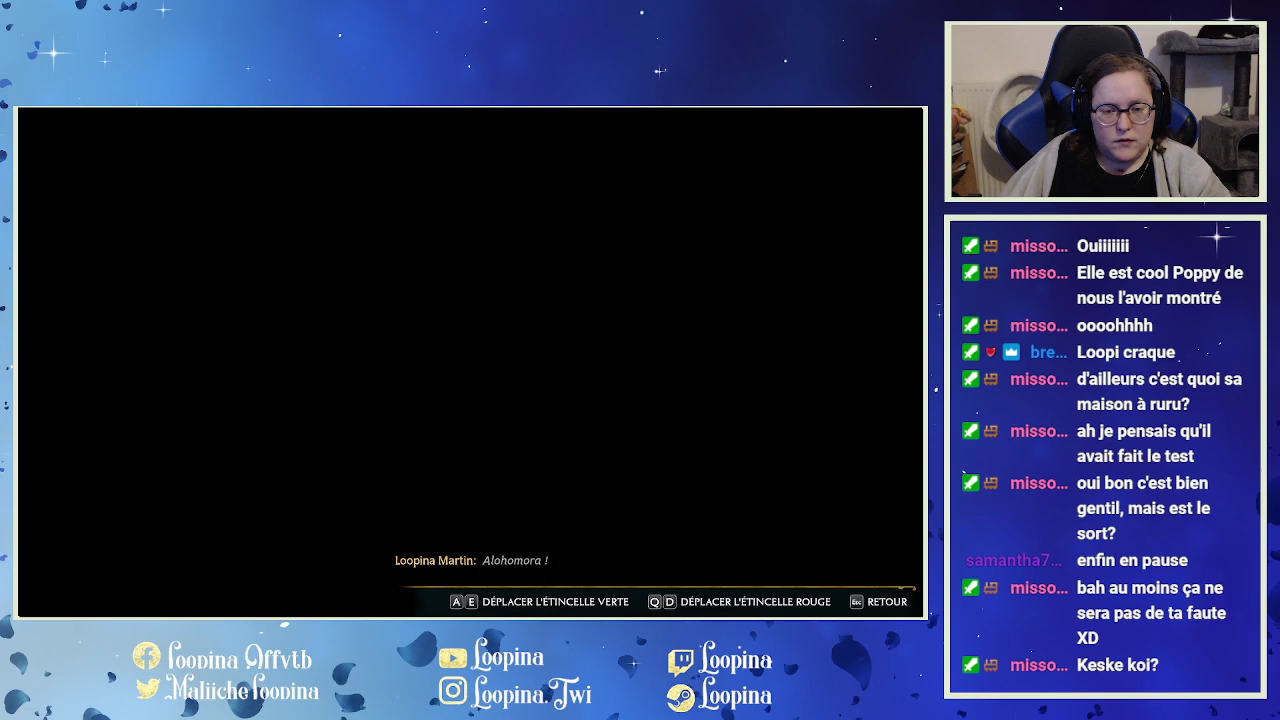 Loopina Martin: Alohomora !
A E DÉPLACER L'ÉTINCELLE VERTE Q D DÉPLACER L'ÉTINCELLE ROUGE Esc RETOUR
misso... Ouiiiiii
misso... Elle est cool Poppy de
nous l'avoir montré
misso... oooohhhh
bre... Loopi craque
misso... d'ailleurs c'est quoi sa
maison à ruru?
misso... ah je pensais qu'il
avait fait le test
misso... oui bon c'est bien
gentil, mais est le
sort?
samantha7... enfin en pause
misso... bah au moins ça ne
sera pas de ta faute
XD
misso... Keske koi?
Loopina Offytb
MaliicheLoopina
Loopina
Loopina.Twi
Loopina
Loopina